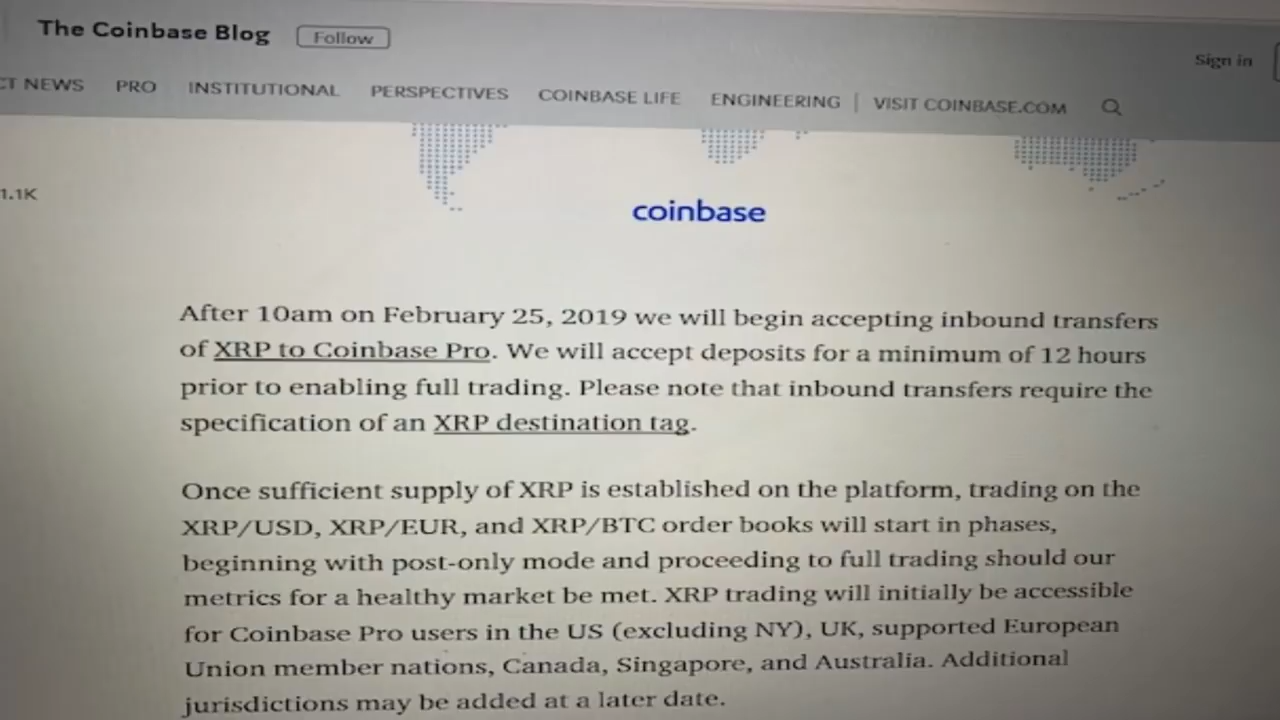 The Coinbase Blog Follow
Sign in
CT NEWS PRO INSTITUTIONAL PERSPECTIVES COINBASE LIFE ENGINEERING | VISIT COINBASE.COM
1.1K
coinbase
After 10am on February 25, 2019 we will begin accepting inbound transfers
of XRP to Coinbase Pro. We will accept deposits for a minimum of 12 hours
prior to enabling full trading. Please note that inbound transfers require the
specification of an XRP destination tag.
Once sufficient supply of XRP is established on the platform, trading on the
XRP/USD, XRP/EUR, and XRP/BTC order books will start in phases,
beginning with post-only mode and proceeding to full trading should our
metrics for a healthy market be met. XRP trading will initially be accessible
for Coinbase Pro users in the US (excluding NY), UK, supported European
Union member nations, Canada, Singapore, and Australia. Additional
jurisdictions may be added at a later date.